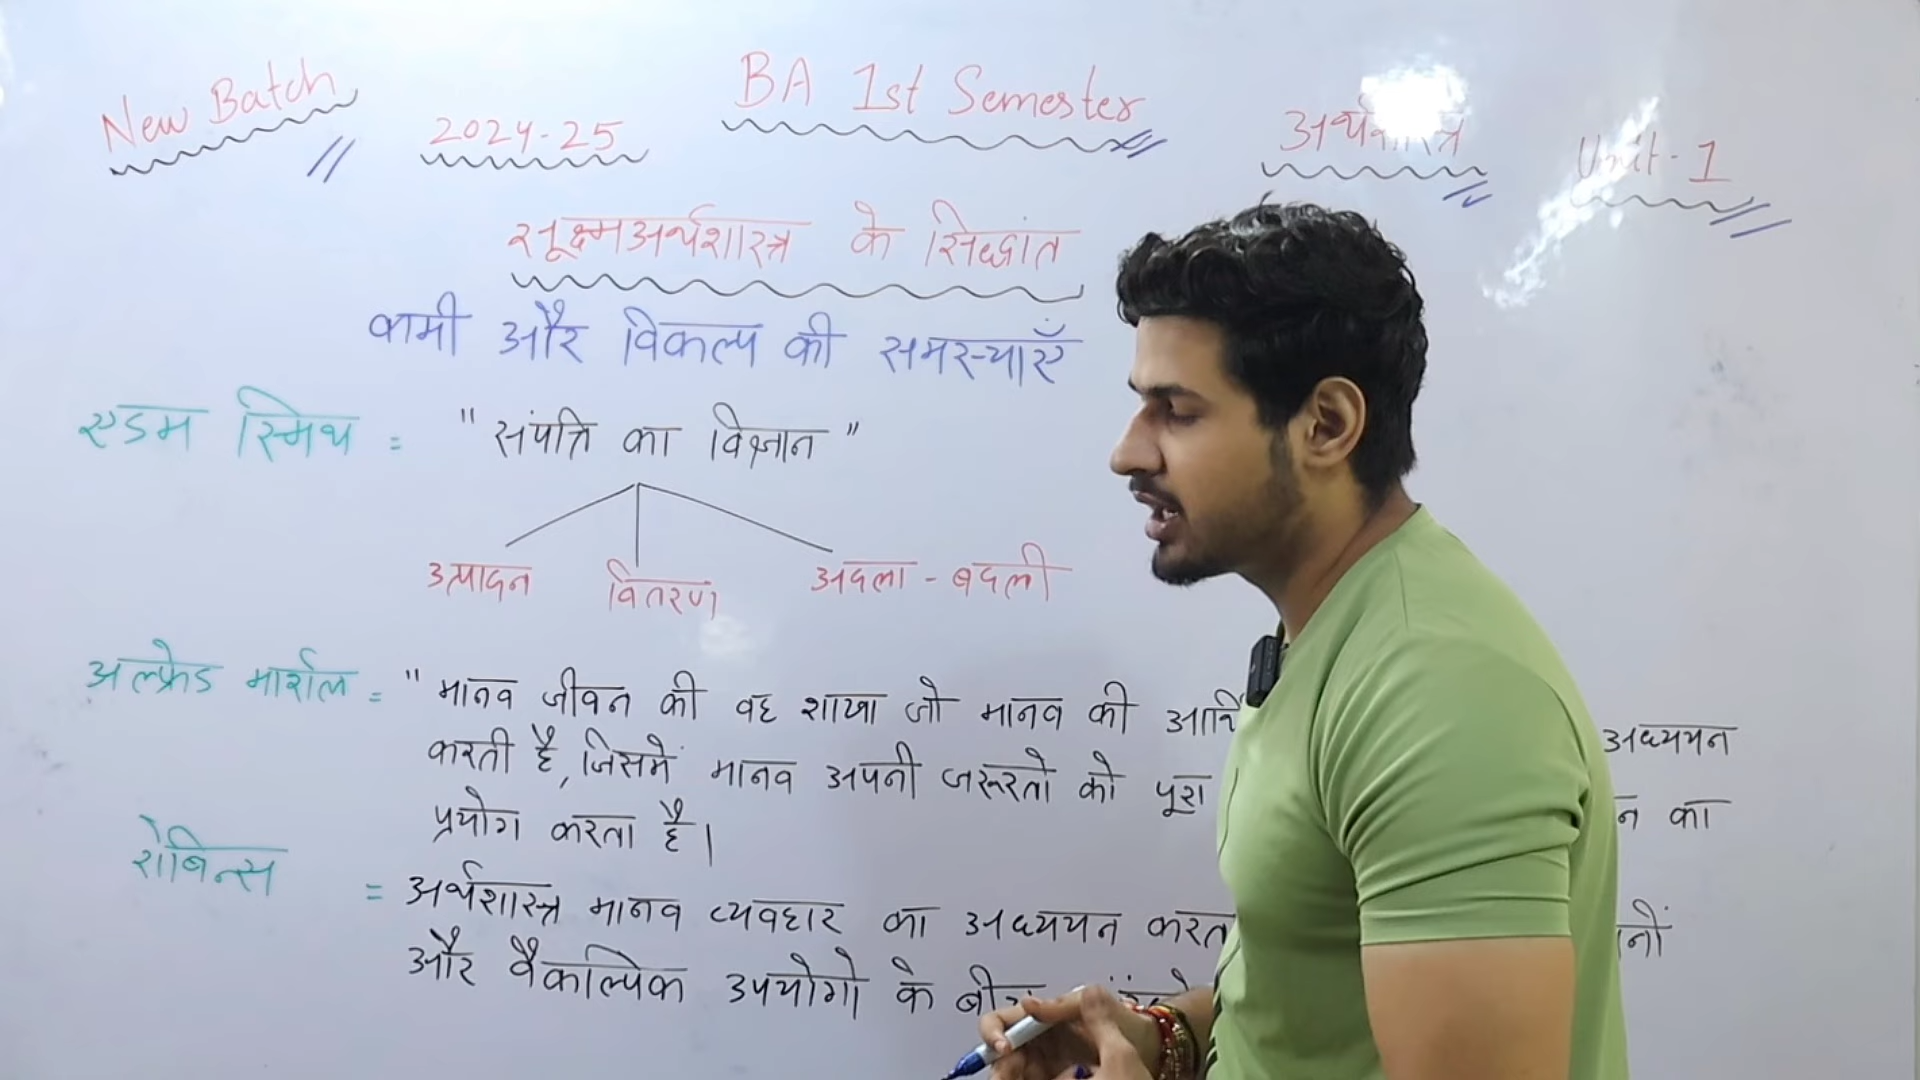 New Batch 2024-25 BA 1st Semester अर्थशास्त्र Unit-1
सूक्ष्मअर्थशास्त्र के सिद्धांत
कमी और विकल्प की समस्याएँ
एडम स्मिथ = " संपत्ति का विज्ञान "
उत्पादन वितरण अदला - बदली
अल्फ्रेड मार्शल = " मानव जीवन की वह शाखा जो मानव की अध्ययन
करती है, जिसमें मानव अपनी जरूरतो को पूरा का
प्रयोग करता है।
रोबिन्स = अर्थशास्त्र मानव व्यवहार का अध्ययन
और वैकल्पिक उपयोगो के